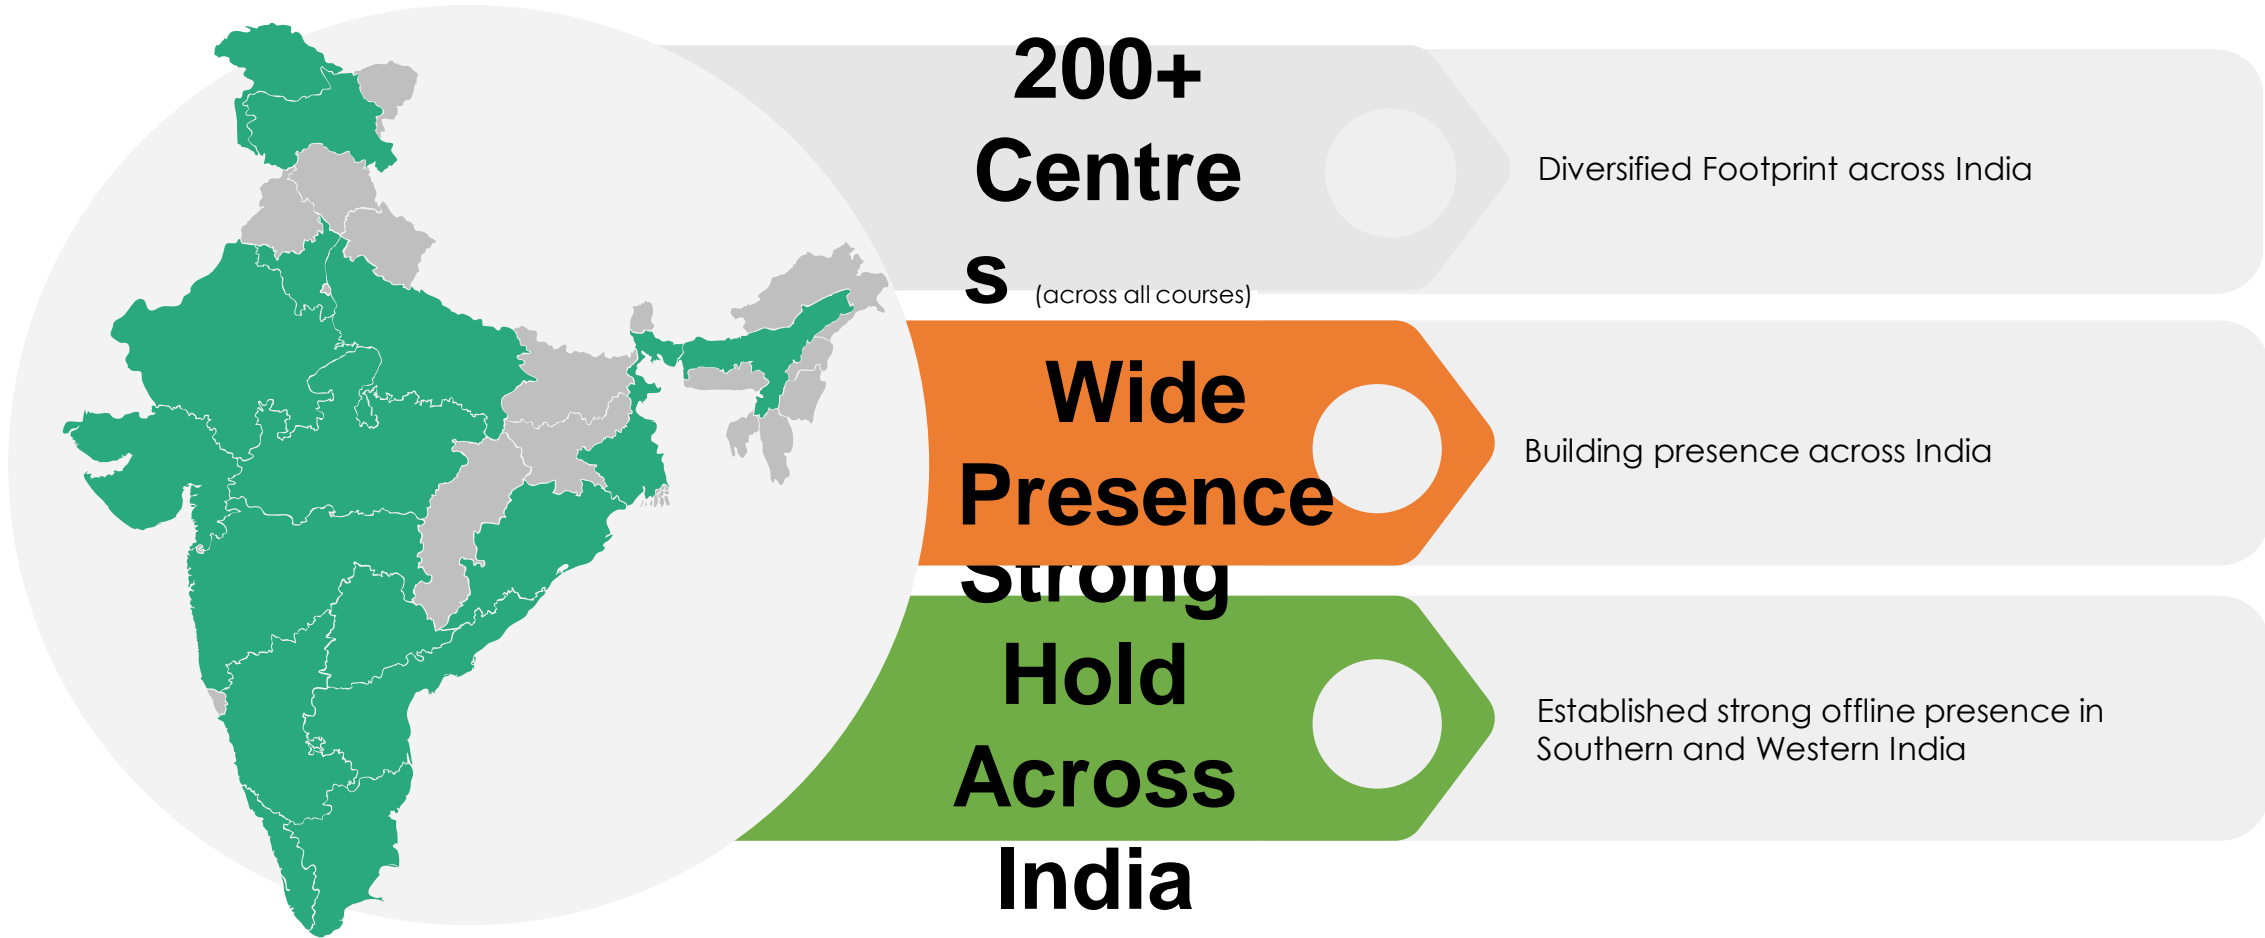 200+
Centre
s (across all courses)
Diversified Footprint across India
Wide
Presence
Building presence across India
Strong
Hold
Across
India
Established strong offline presence in
Southern and Western India